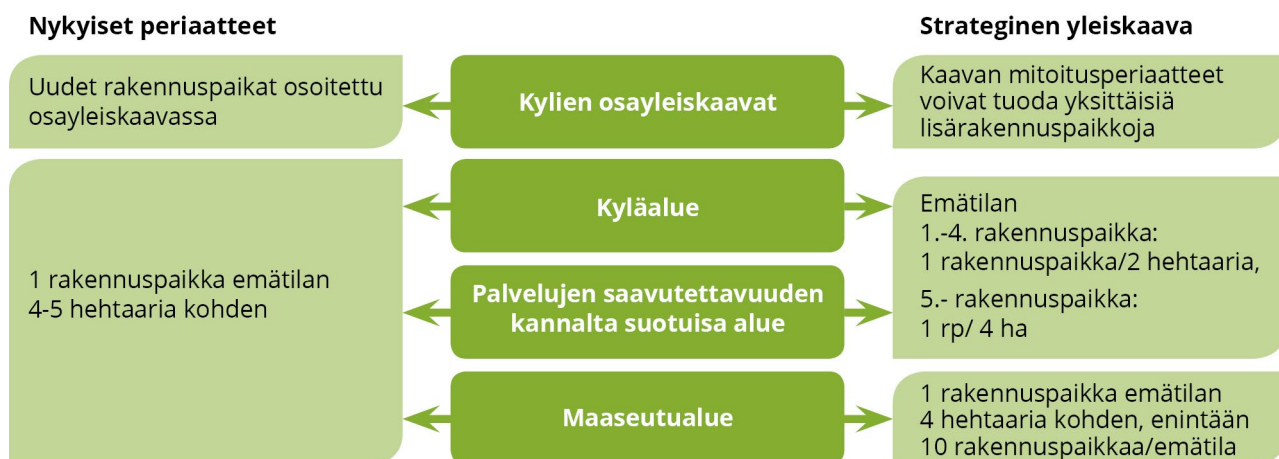 Nykyiset periaatteet
Strateginen yleiskaava
Uudet rakennuspaikat osoitettu
osayleiskaavassa
Kylien osayleiskaavat
Kaavan mitoitusperiaatteet
voivat tuoda yksittäisiä
lisärakennuspaikkoja
1 rakennuspaikka emätilan
4-5 hehtaaria kohden
Kyläalue
Palvelujen saavutettavuuden
kannalta suotuisa alue
Emätilan
1.-4. rakennuspaikka:
1 rakennuspaikka/2 hehtaaria,
5.- rakennuspaikka:
1 rp/ 4 ha
Maaseutualue
1 rakennuspaikka emätilan
4 hehtaaria kohden, enintään
10 rakennuspaikkaa/emätila